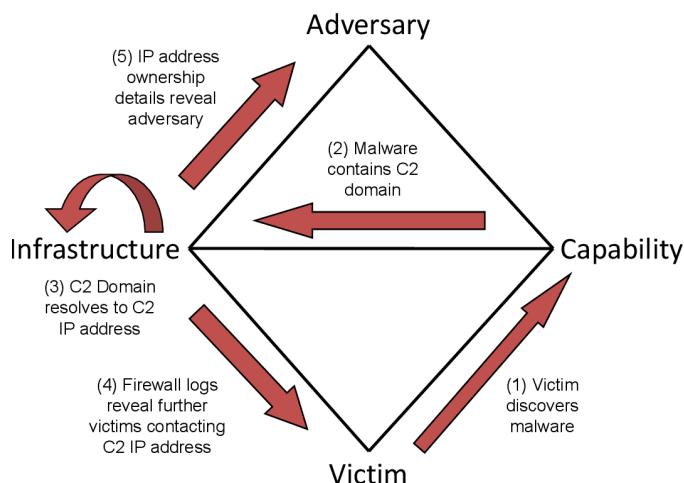 Adversary
(5) IP address
ownership
details reveal
adversary
(2) Malware
contains C2
domain
Infrastructure
Capability
(3) C2 Domain
resolves to C2
IP address
(4) Firewall logs
reveal further
victims contacting
C2 IP address
(1) Victim
discovers
malware
Victim